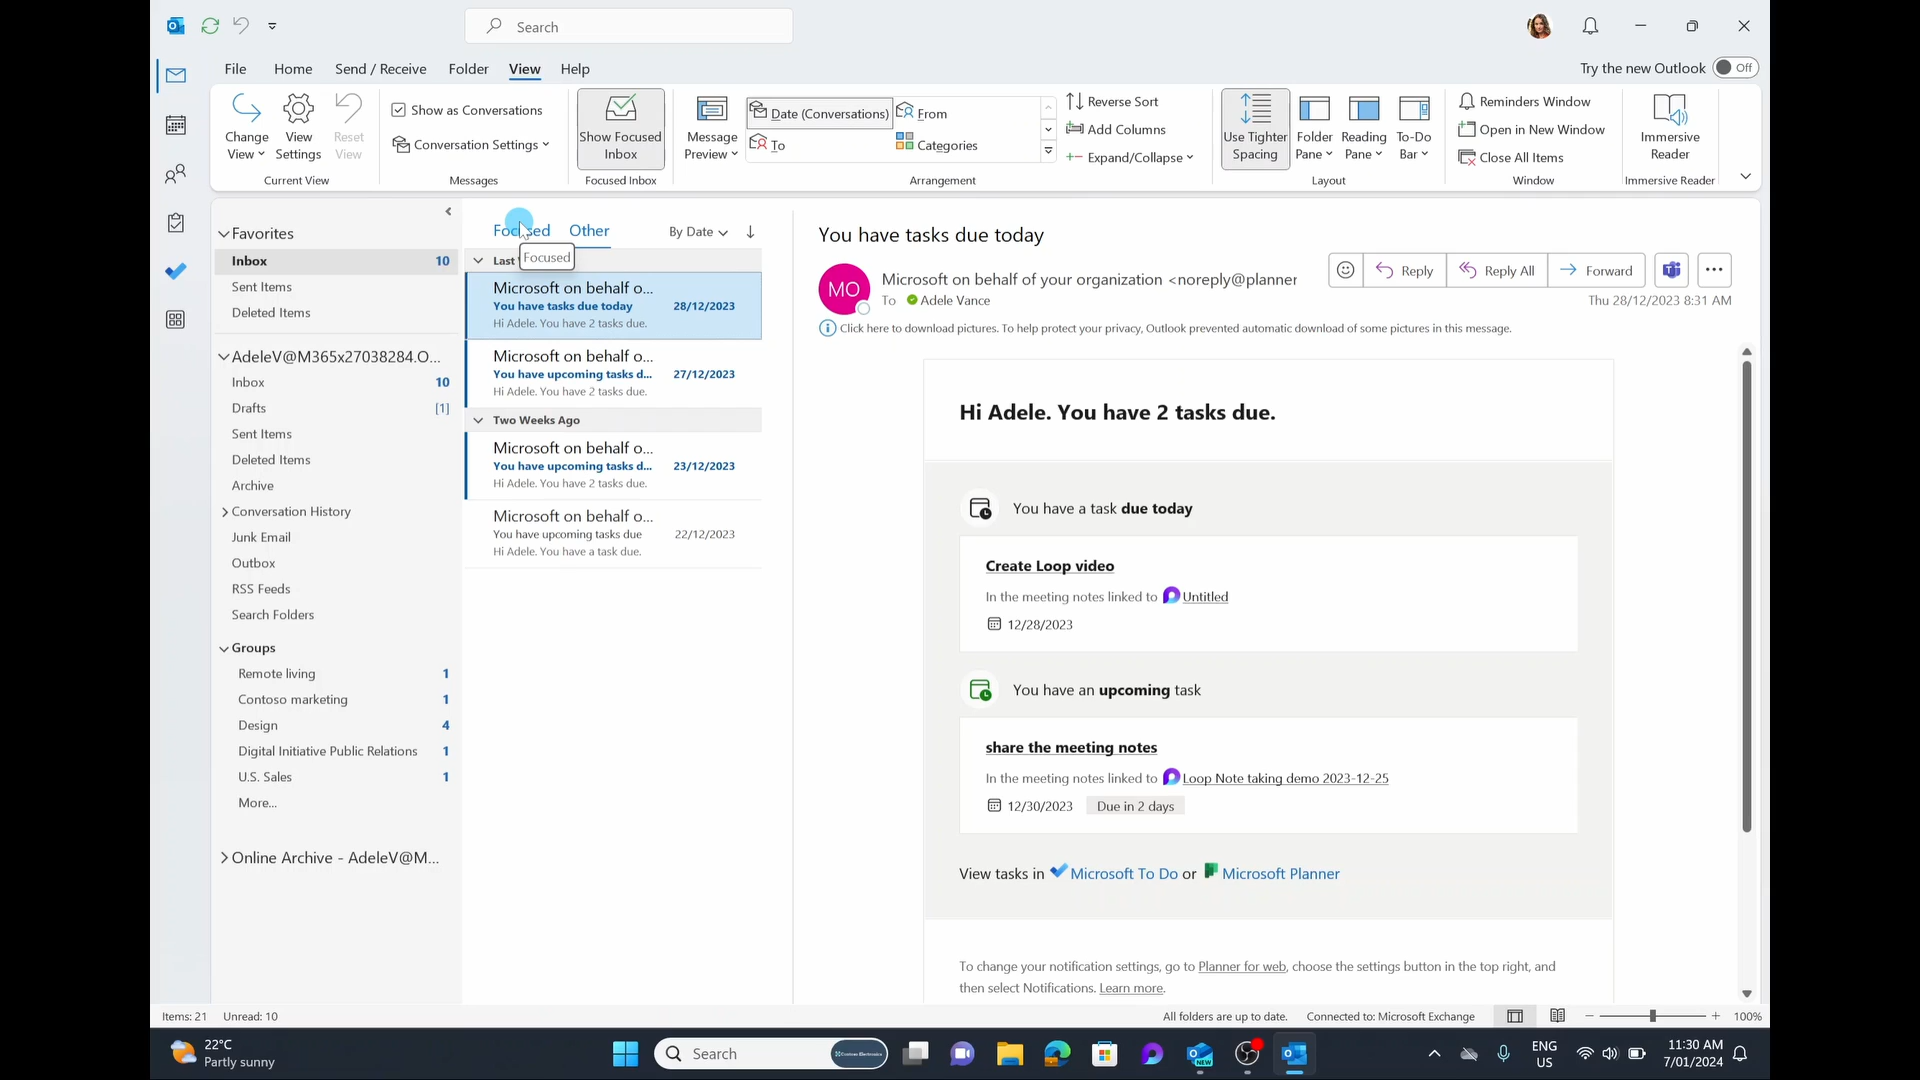 Search
File Home Send / Receive Folder View Help
Try the new Outlook Off
Change View
View Settings
Reset View
Current View
Show as Conversations
Conversation Settings
Messages
Show Focused Inbox
Focused Inbox
Message Preview
Date (Conversations)
From
To
Categories
Arrangement
Reverse Sort
Add Columns
Expand/Collapse
Use Tighter Spacing
Folder Pane
Reading Pane
To-Do Bar
Layout
Reminders Window
Open in New Window
Close All Items
Window
Immersive Reader
Immersive Reader
Favorites
Inbox 10
Sent Items
Deleted Items
AdeleV@M365x27038284.O...
Inbox 10
Drafts [1]
Sent Items
Deleted Items
Archive
Conversation History
Junk Email
Outbox
RSS Feeds
Search Folders
Groups
Remote living 1
Contoso marketing 1
Design 4
Digital Initiative Public Relations 1
U.S. Sales 1
More...
Online Archive - AdeleV@M...
Focused Other By Date
Focused
Last
Microsoft on behalf o...
You have tasks due today 28/12/2023
Hi Adele. You have 2 tasks due.
Microsoft on behalf o...
You have upcoming tasks d... 27/12/2023
Hi Adele. You have 2 tasks due.
Two Weeks Ago
Microsoft on behalf o...
You have upcoming tasks d... 23/12/2023
Hi Adele. You have 2 tasks due.
Microsoft on behalf o...
You have upcoming tasks due 22/12/2023
Hi Adele. You have a task due.
You have tasks due today
MO
Microsoft on behalf of your organization <noreply@planner
To Adele Vance
Reply Reply All Forward
Thu 28/12/2023 8:31 AM
Click here to download pictures. To help protect your privacy, Outlook prevented automatic download of some pictures in this message.
Hi Adele. You have 2 tasks due.
You have a task due today
Create Loop video
In the meeting notes linked to Untitled
12/28/2023
You have an upcoming task
share the meeting notes
In the meeting notes linked to Loop Note taking demo 2023-12-25
12/30/2023 Due in 2 days
View tasks in Microsoft To Do or Microsoft Planner
To change your notification settings, go to Planner for web, choose the settings button in the top right, and
then select Notifications. Learn more.
Items: 21 Unread: 10
All folders are up to date. Connected to: Microsoft Exchange 100%
22°C
Partly sunny
Search
Contoso Electronics
NEW
ENG
US
11:30 AM
7/01/2024